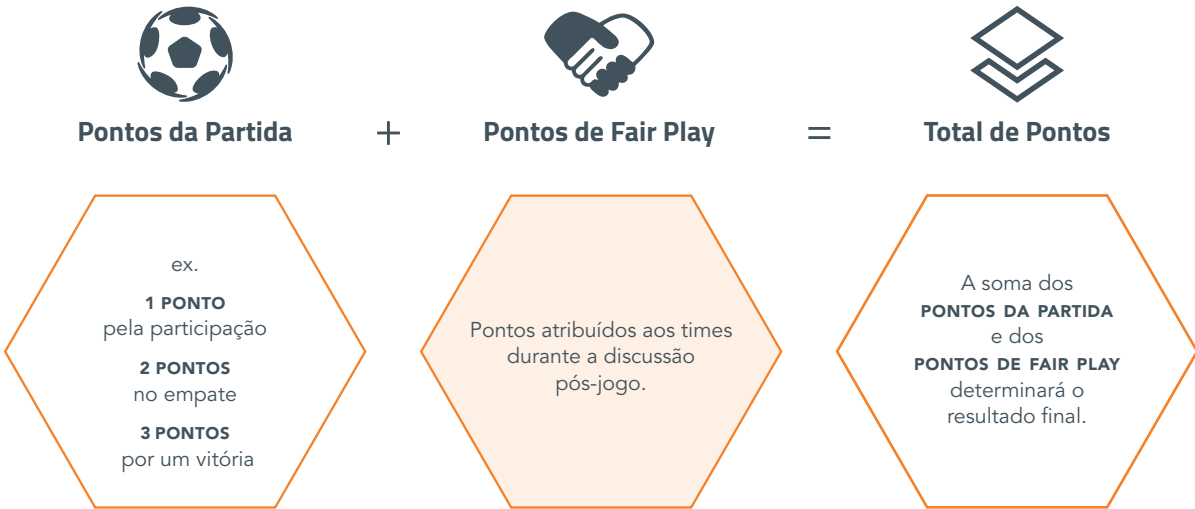 Pontos da Partida + Pontos de Fair Play = Total de Pontos
ex.
1 PONTO
pela participação
2 PONTOS
no empate
3 PONTOS
por um vitória
Pontos atribuídos aos times
durante a discussão
pós-jogo.
A soma dos
PONTOS DA PARTIDA
e dos
PONTOS DE FAIR PLAY
determinará o
resultado final.